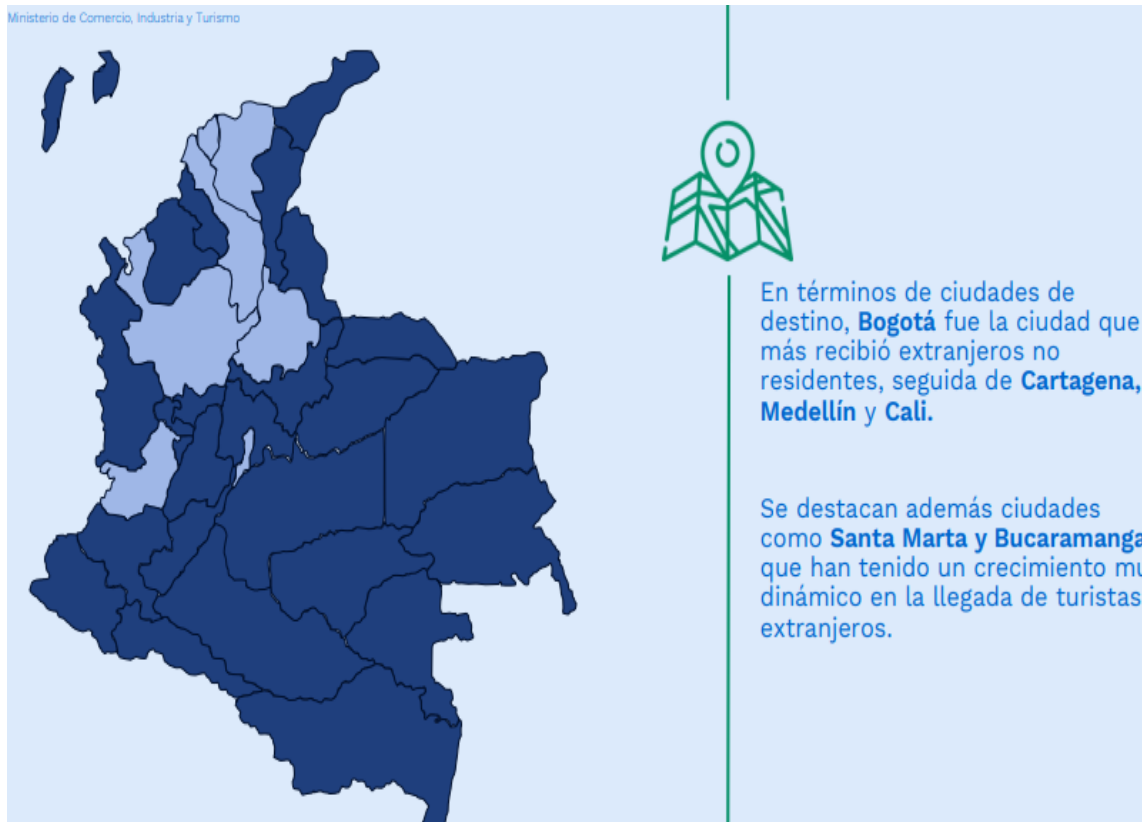 Ministerio de Comercio, Industria y Turismo
En términos de ciudades de
destino, Bogotá fue la ciudad que
más recibió extranjeros no
residentes, seguida de Cartagena,
Medellín y Cali.
Se destacan además ciudades
como Santa Marta y Bucaramanga
que han tenido un crecimiento mu
dinámico en la llegada de turistas
extranjeros.